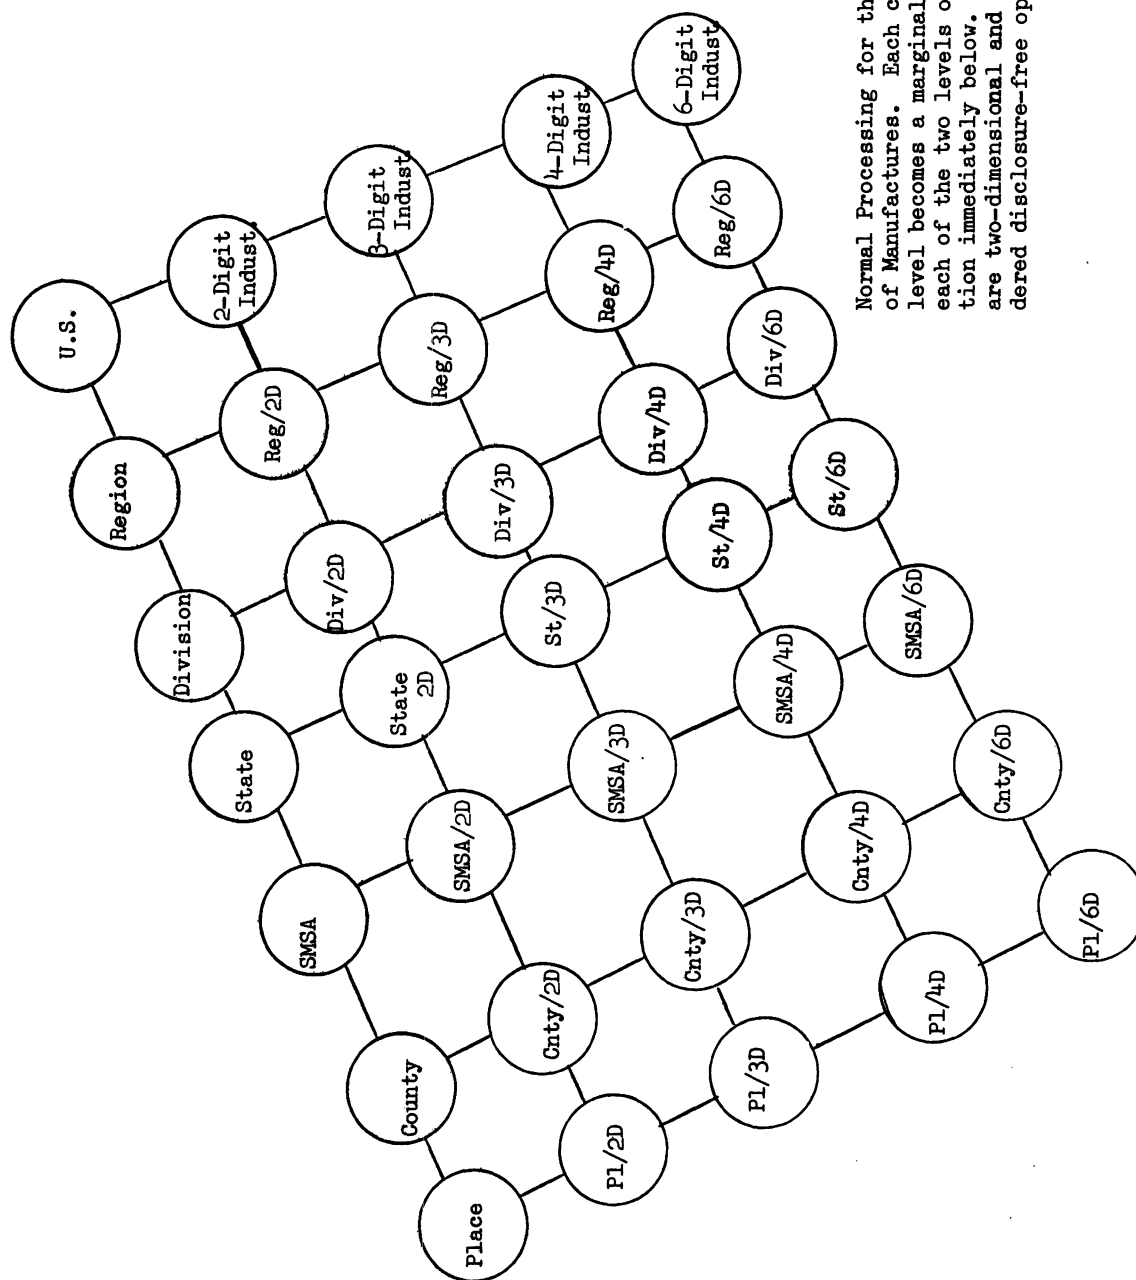 U.S.
Region
Division
2-Digit
Indust.
State
Reg/2D
SMSA
Div/2D
3-Digit
Indust.
State
2D
County
Reg/3D
SMSA/2D
Place
Div/3D
Cnty/2D
St/3D
4-Digit
Indust.
Reg/4D
Pl/2D
SMSA/3D
Div/4D
6-Digit
Indust.
Cnty/3D
St/4D
Reg/6D
Pl/3D
Div/6D
SMSA/4D
St/6D
Cnty/4D
SMSA/6D
Pl/4D
Cnty/6D
Pl/6D
Normal Processing for th
of Manufactures. Each c
level becomes a marginal
each of the two levels o
tion immediately below.
are two-dimensional and
dered disclosure-free op